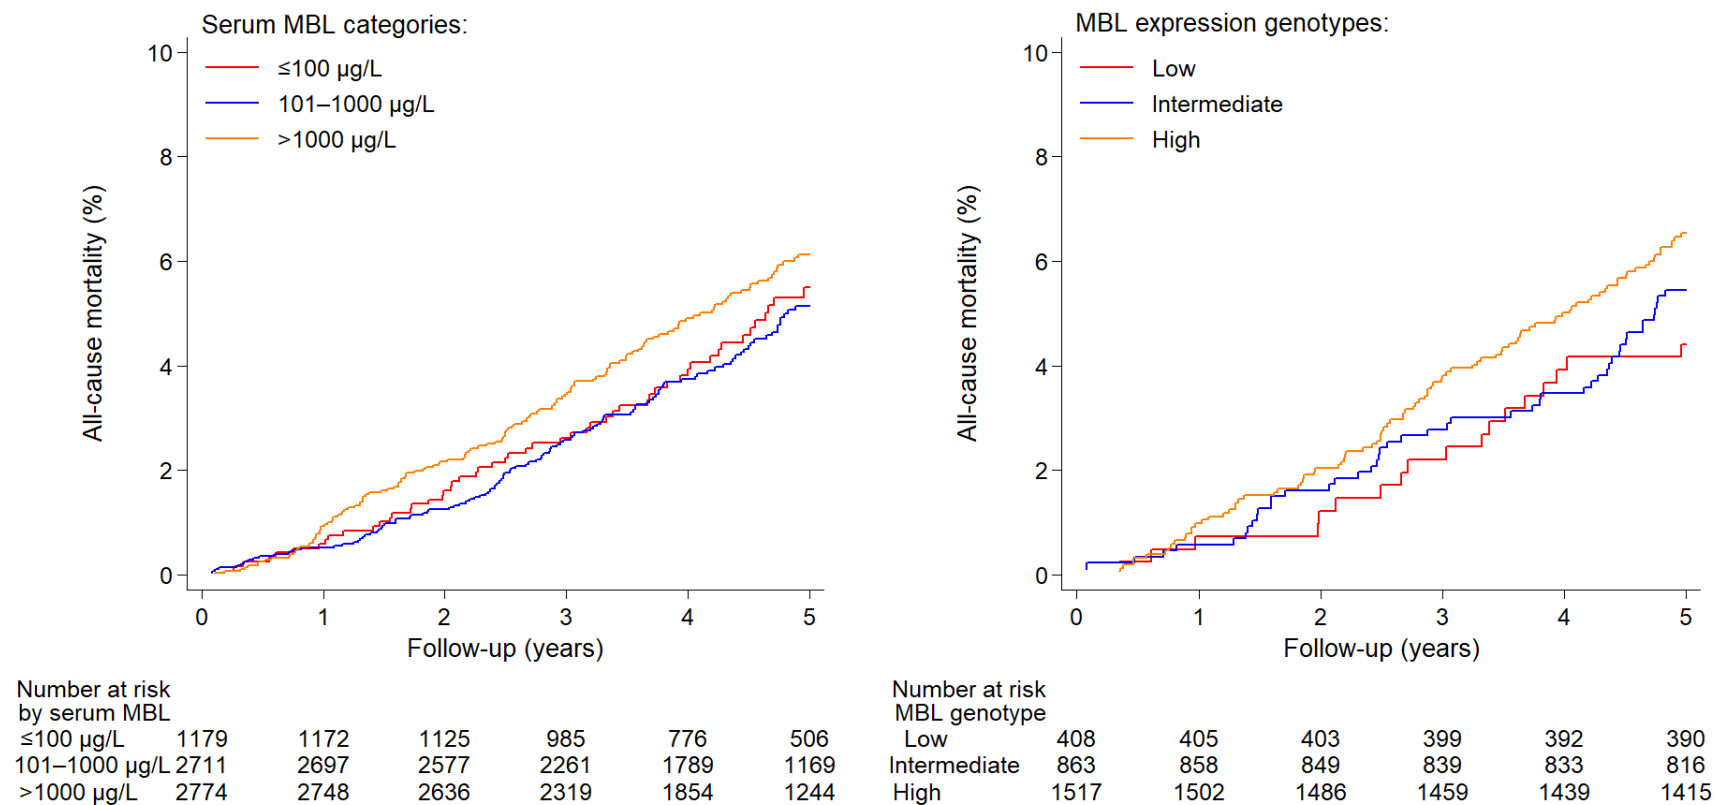 Serum MBL categories:
≤100 µg/L
101–1000 µg/L
>1000 µg/L
10
8
6
4
2
0
All-cause mortality (%)
0 1 2 3 4 5
Follow-up (years)
Number at risk
by serum MBL
≤100 µg/L 1179 1172 1125 985 776 506
101–1000 µg/L 2711 2697 2577 2261 1789 1169
>1000 µg/L 2774 2748 2636 2319 1854 1244
MBL expression genotypes:
Low
Intermediate
High
10
8
6
4
2
0
All-cause mortality (%)
0 1 2 3 4 5
Follow-up (years)
Number at risk
MBL genotype
Low 408 405 403 399 392 390
Intermediate 863 858 849 839 833 816
High 1517 1502 1486 1459 1439 1415